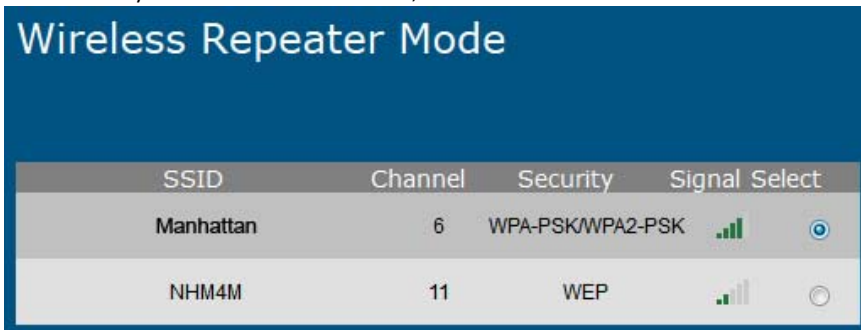 Wireless Repeater Mode
SSID Channel Security Signal Select
Manhattan 6 WPA-PSK/WPA2-PSK
NHM4M 11 WEP